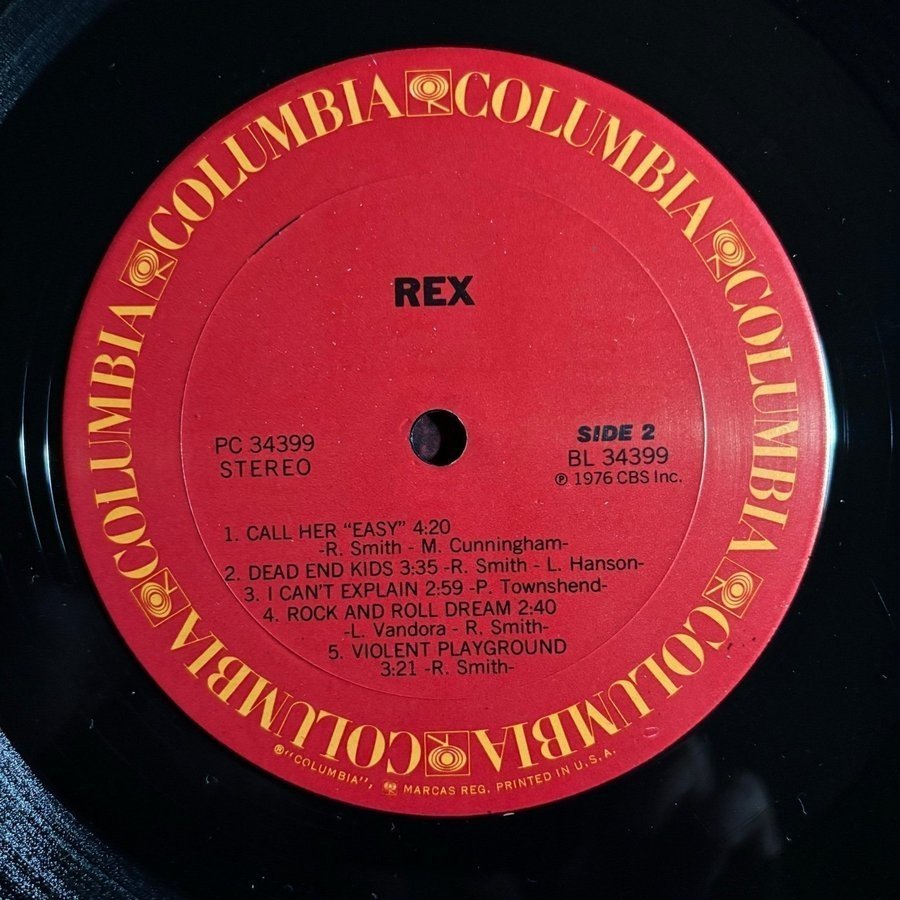 COLUMBIA COLUMBIA COLUMBIA COLUMBIA COLUMBIA COLUMBIA
REX
PC 34399
STEREO
SIDE 2
BL 34399
℗ 1976 CBS Inc.
1. CALL HER “EASY” 4:20
-R. Smith - M. Cunningham-
2. DEAD END KIDS 3:35 -R. Smith - L. Hanson-
3. I CAN'T EXPLAIN 2:59 -P. Townshend-
4. ROCK AND ROLL DREAM 2:40
-L. Vandora - R. Smith-
5. VIOLENT PLAYGROUND
3:21 -R. Smith-
®“COLUMBIA”, MARCAS REG. PRINTED IN U.S.A.